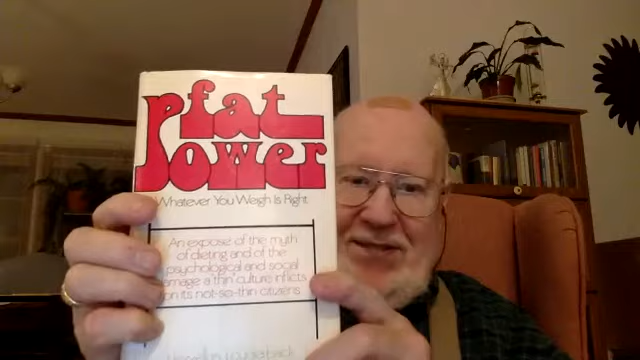 fat
power
Whatever You Weigh is Right
An exposé of the myth
of dieting and of the
psychological and social
damage a thin culture inflicts
on its not-so-thin citizens